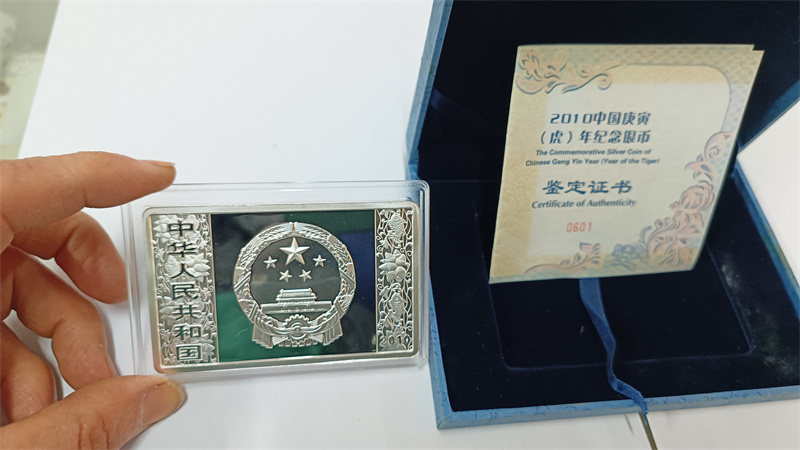 中华人民共和国
2010
2010中国庚寅
（虎）年纪念银币
The Commemorative Silver Coin of
Chinese Geng Yin Year (Year of the Tiger)
鉴定证书
Certificate of Authenticity
0601